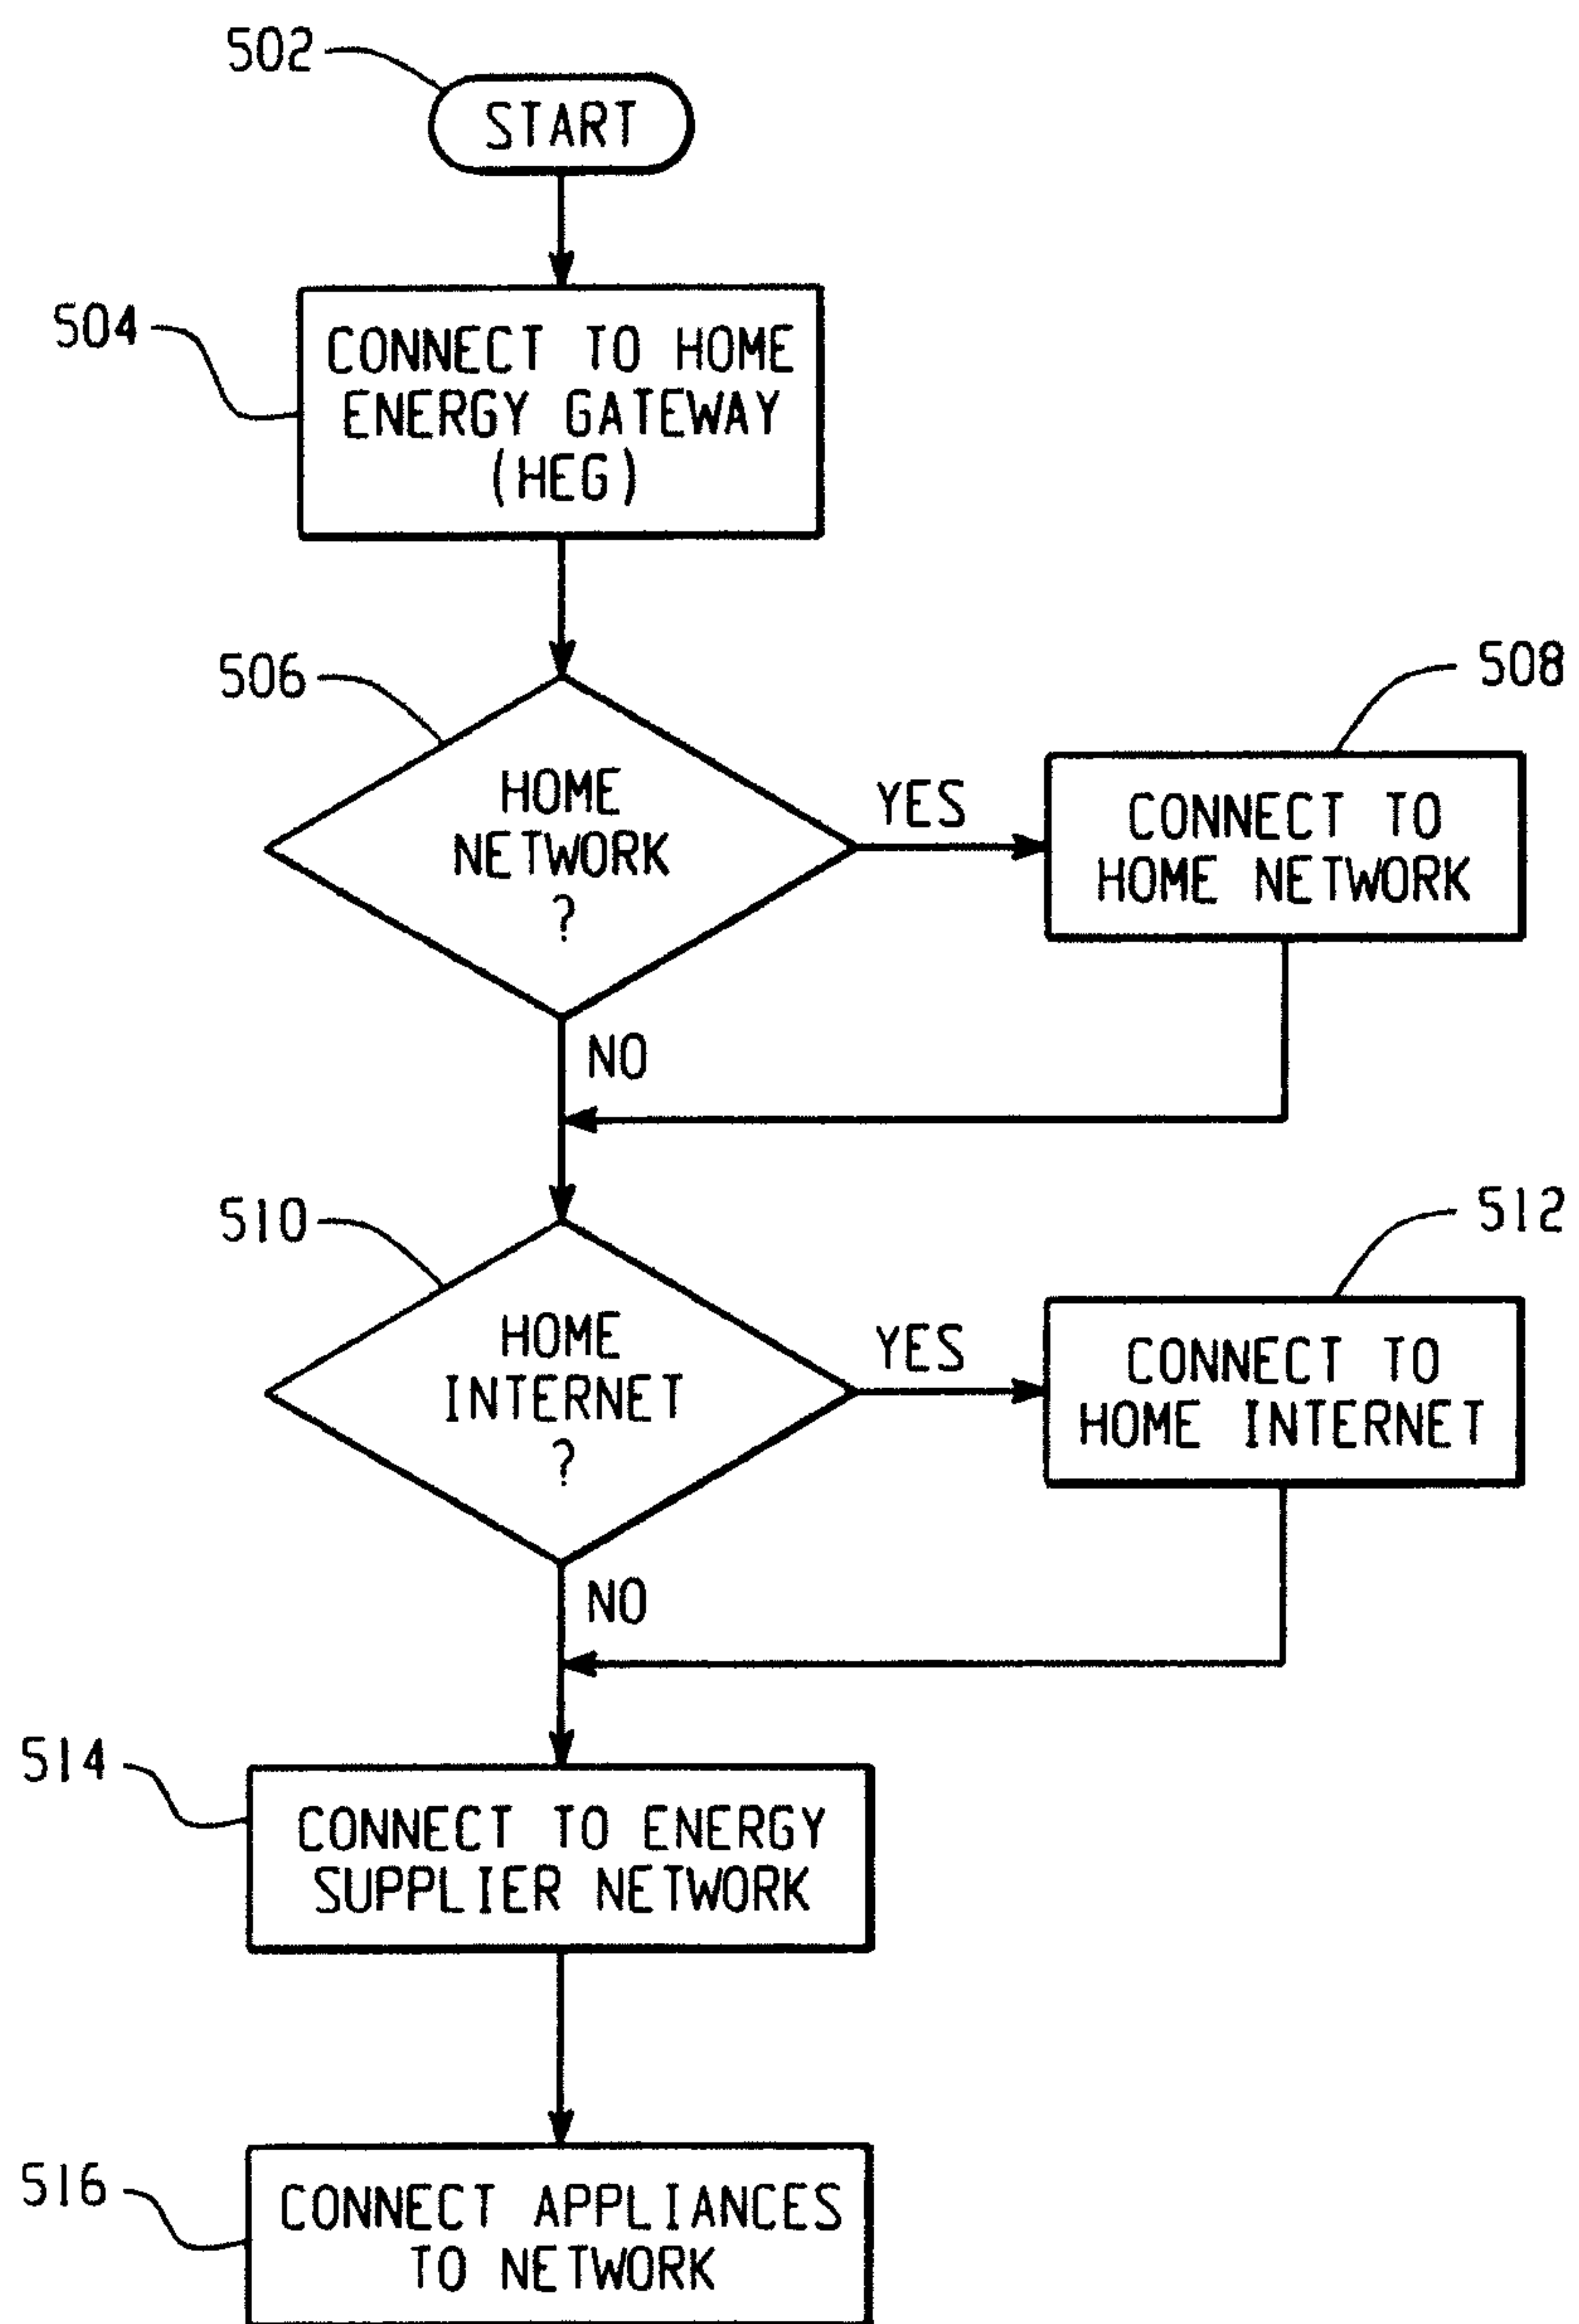 502
START
504
CONNECT TO HOME
ENERGY GATEWAY
(HEG)
506
HOME
NETWORK
?
YES
508
CONNECT TO
HOME NETWORK
NO
510
HOME
INTERNET
?
YES
512
CONNECT TO
HOME INTERNET
NO
514
CONNECT TO ENERGY
SUPPLIER NETWORK
516
CONNECT APPLIANCES
TO NETWORK